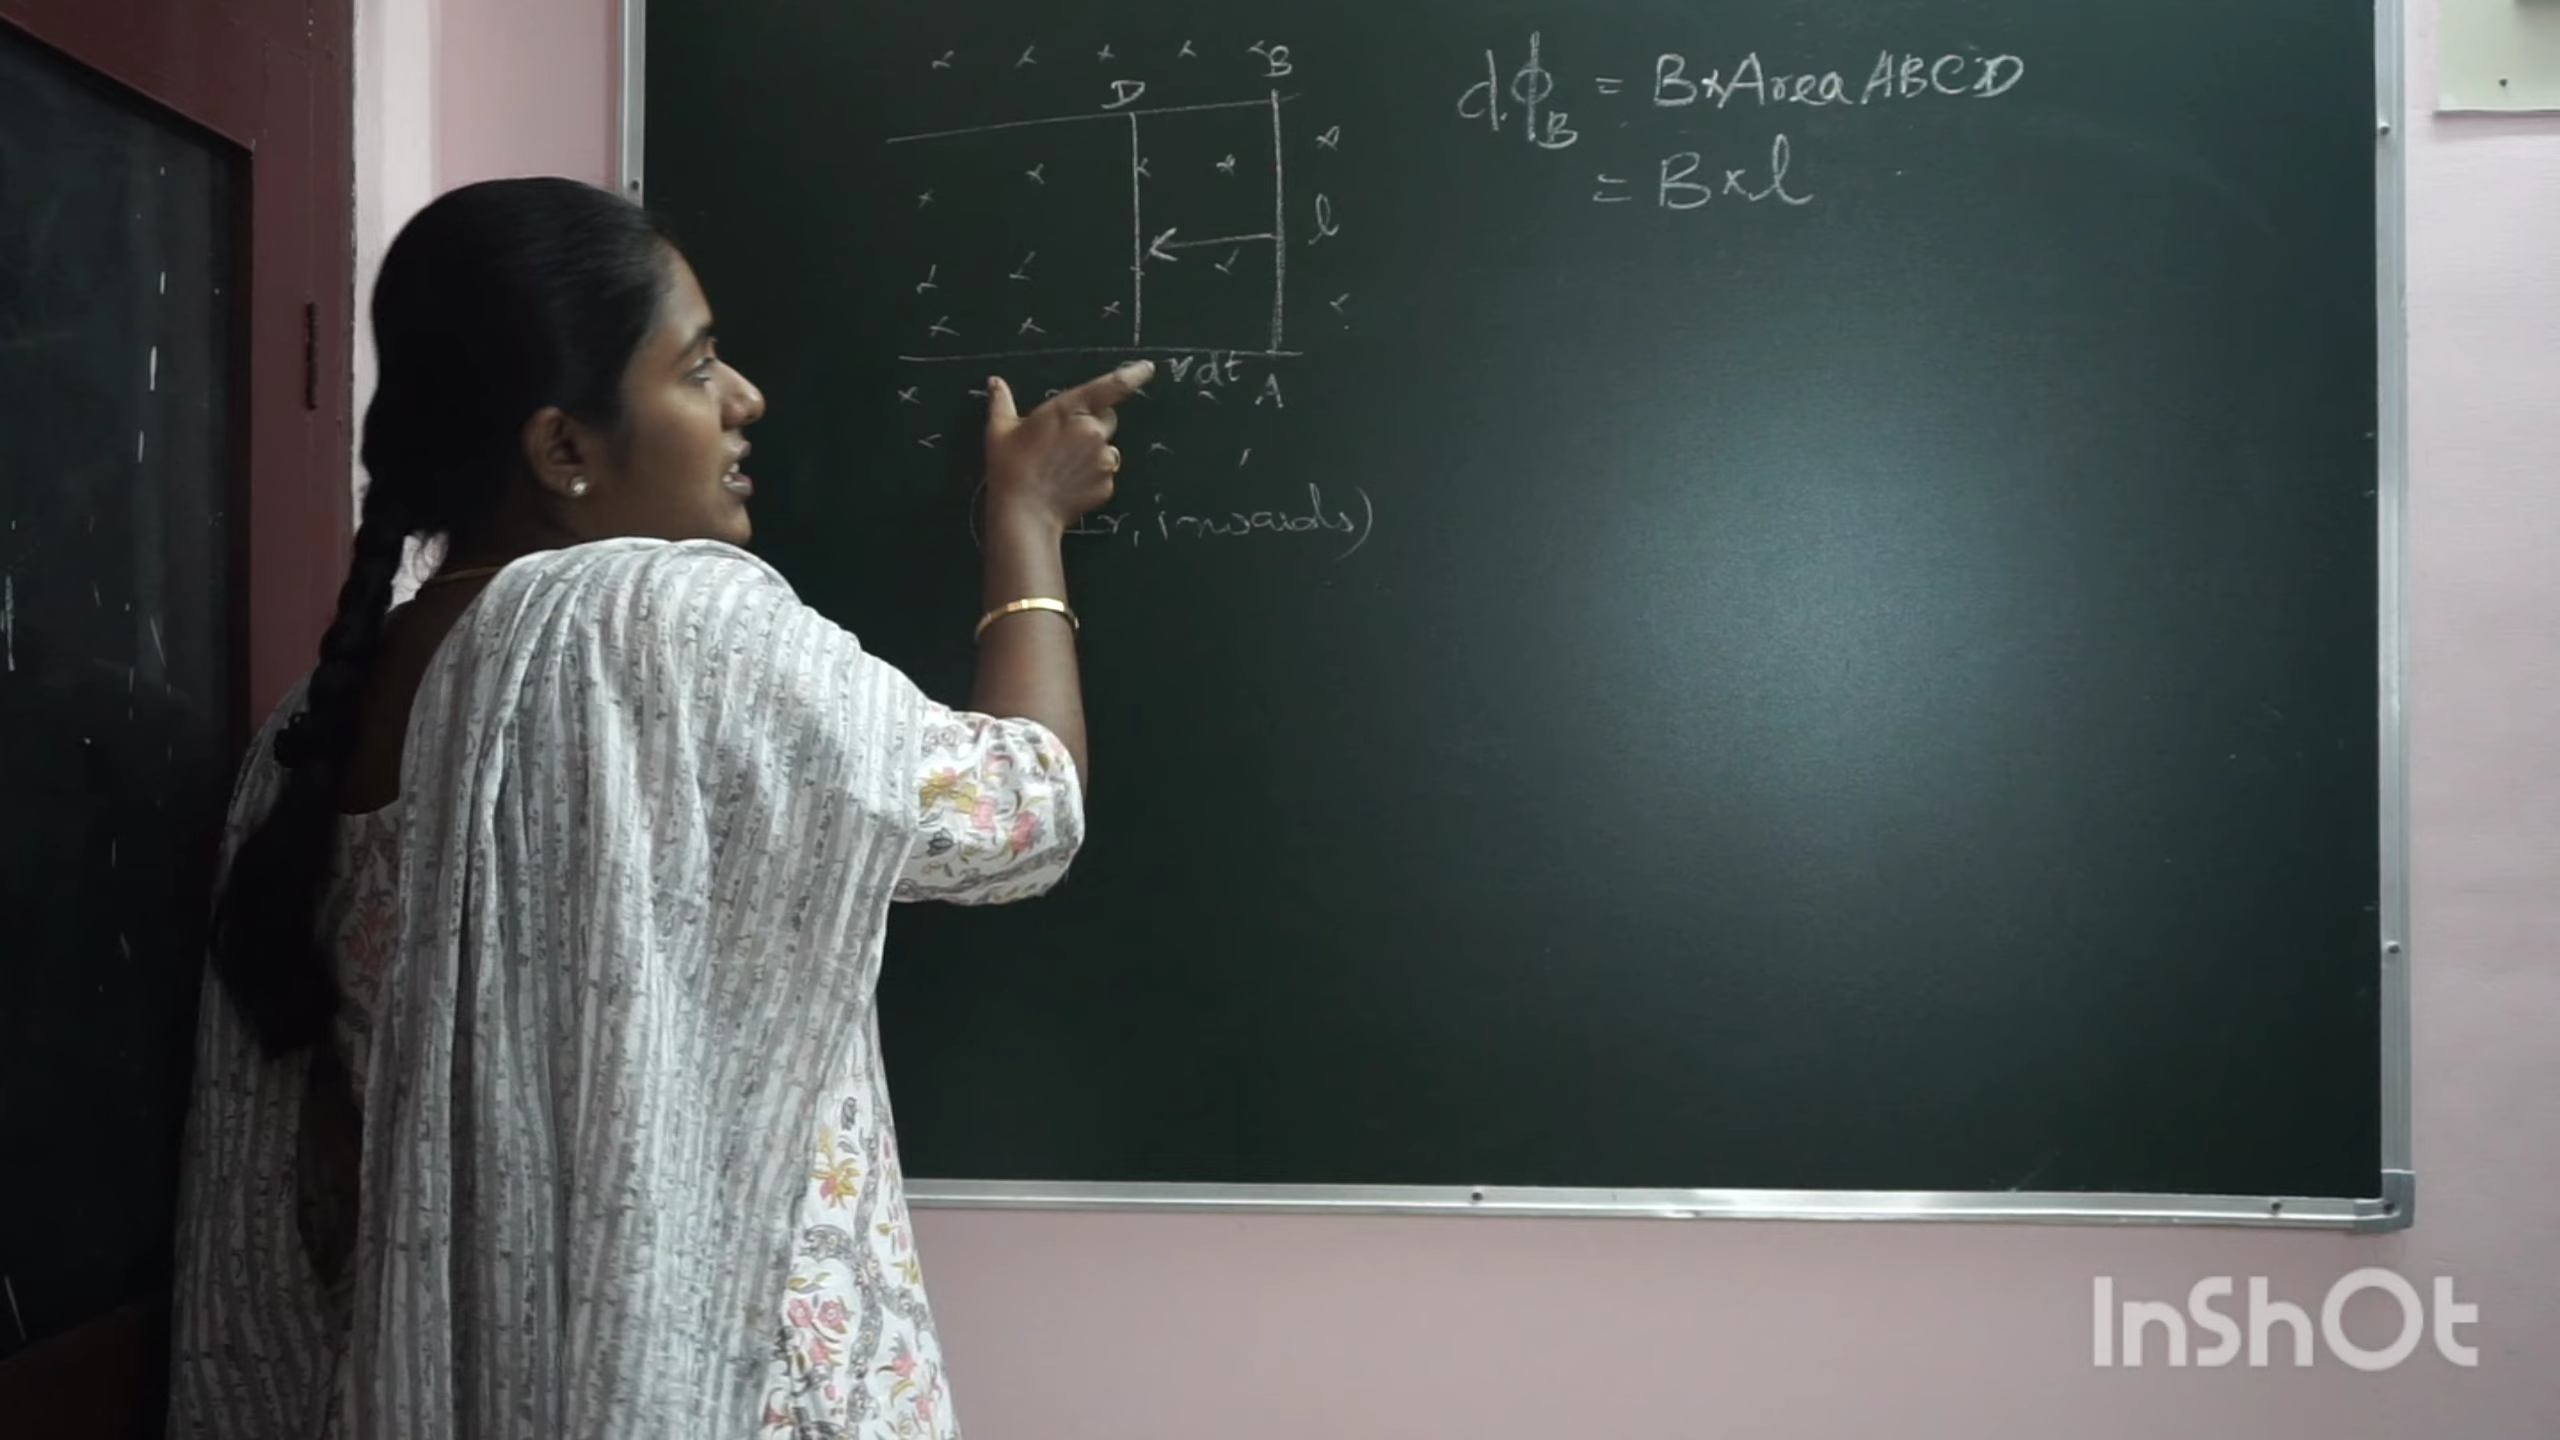 B
D
l
vdt
A
⊥r, inwards)
dϕB = B×Area ABCD
= B×l
InShOt